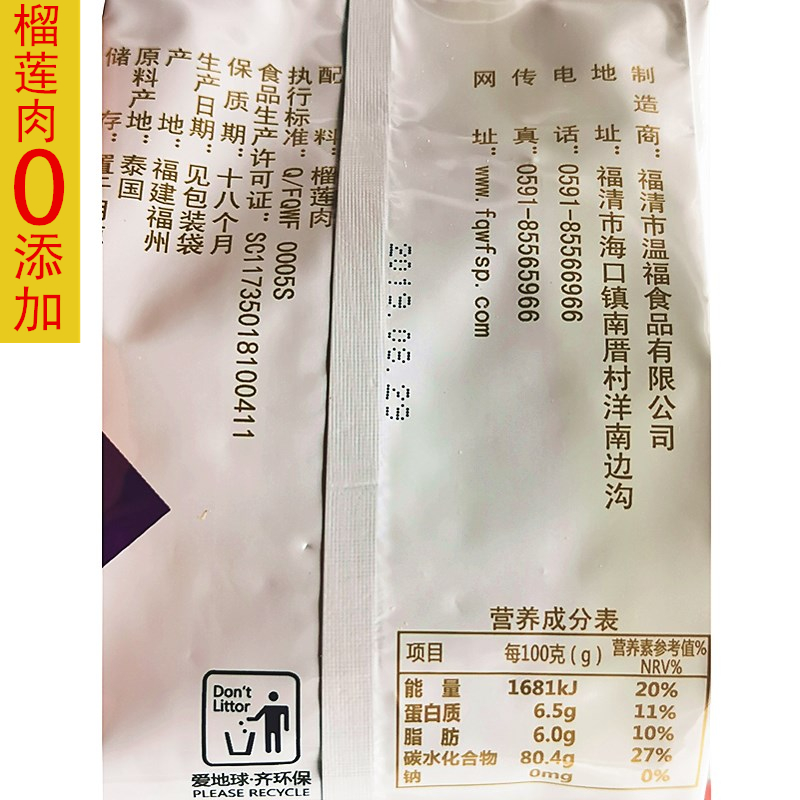 榴莲肉0添加
制造商：福清市温福食品有限公司
地址：福清市海口镇南厝村洋南边沟
电话：0591-85566966
传真：0591-85565966
网址：www.fqwfsp.com
2019.08.29
配料：榴莲肉
执行标准：Q/FQWF 0005S
食品生产许可证：SC11735018100411
保质期：十八个月
生产日期：见包装袋
产地：福建福州
原料产地：泰国
储存：置于
营养成分表
项目 每100克(g) 营养素参考值% NRV%
能量 1681kJ 20%
蛋白质 6.5g 11%
脂肪 6.0g 10%
碳水化合物 80.4g 27%
钠 0mg 0%
Don't
Littor
爱地球·齐环保
PLEASE RECYCLE